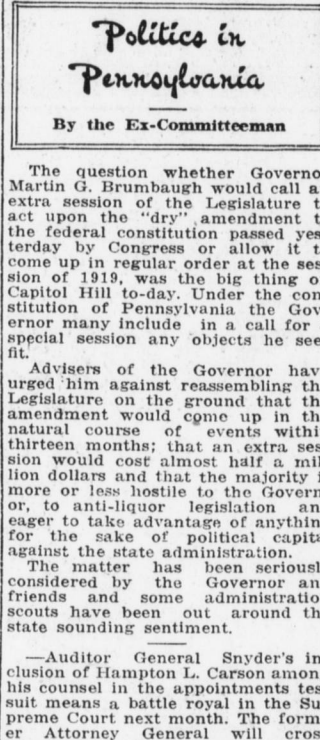 Politics in
Pennsylvania
By the Ex-Committeeman
The question whether Governo
Martin G. Brumbaugh would call a
extra session of the Legislature t
act upon the "dry" amendment t
the federal constitution passed yes
terday by Congress or allow it t
come up in regular order at the ses
sion of 1919, was the big thing o
Capitol Hill to-day. Under the con
stitution of Pennsylvania the Gov
ernor many include in a call for
special session any objects he see
fit.
Advisers of the Governor hav
urged him against reassembling th
Legislature on the ground that th
amendment would come up in th
natural course of events withi
thirteen months; that an extra ses
sion would cost almost half a mil
lion dollars and that the majority i
more or less hostile to the Govern
or, to anti-liquor legislation an
eager to take advantage of anythin
for the sake of political capita
against the state administration.
The matter has been seriousl
considered by the Governor an
friends and some administratio
scouts have been out around th
state sounding sentiment.
—Auditor General Snyder's in
clusion of Hampton L. Carson amon
his counsel in the appointments tes
suit means a battle royal in the Su
preme Court next month. The form
er Attorney General will cros